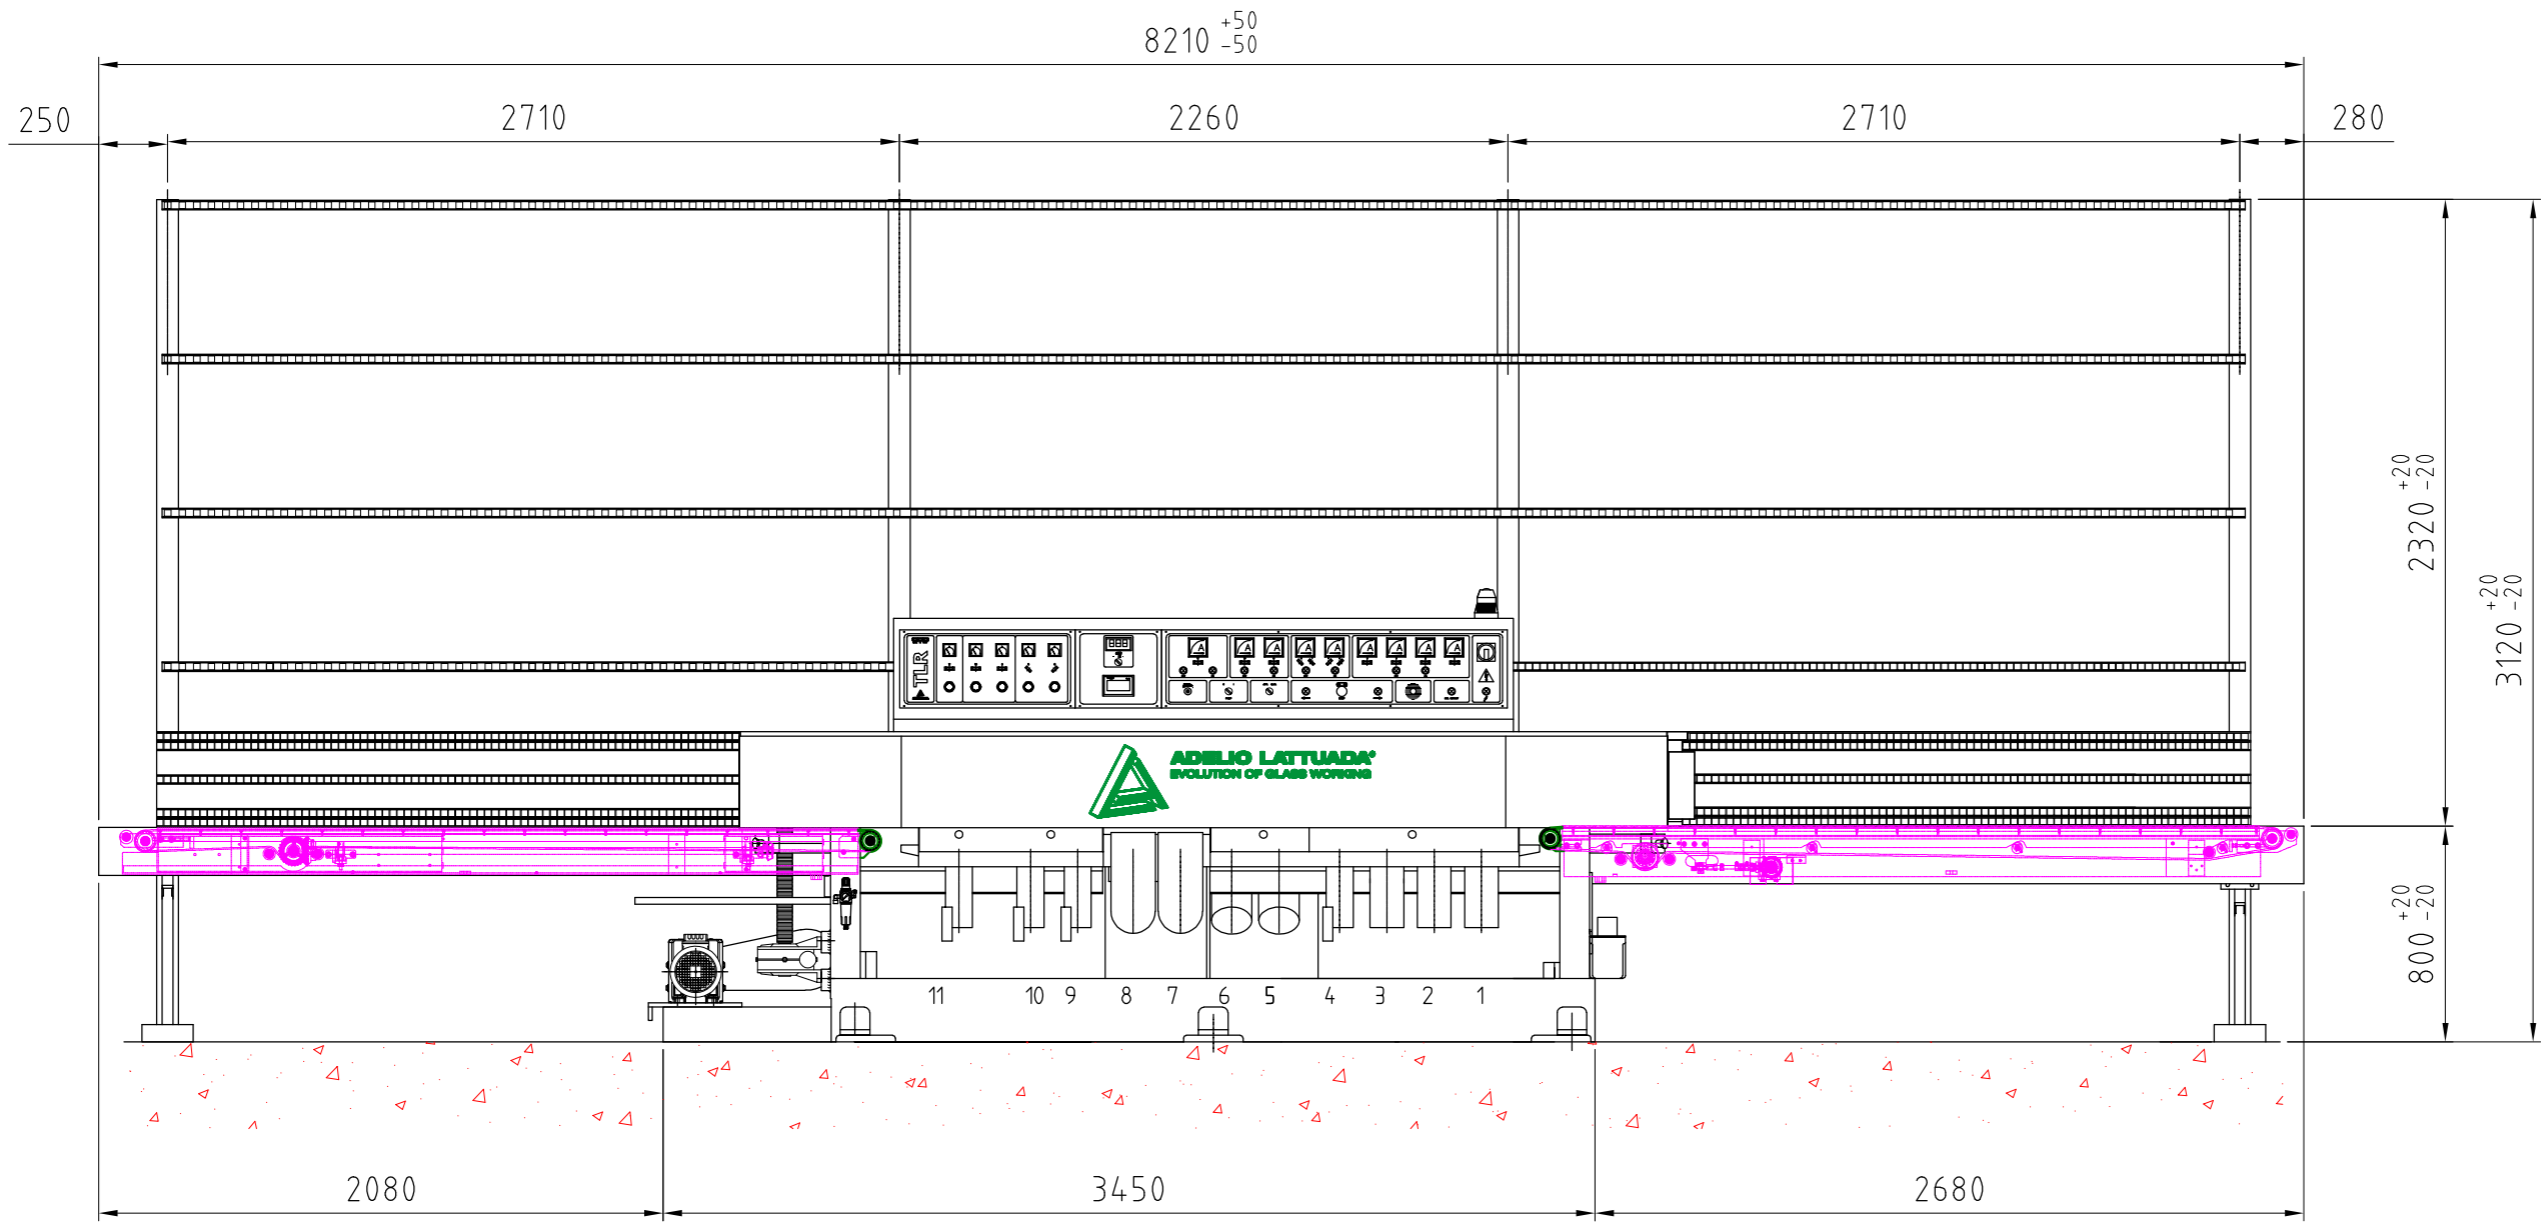 8210 +50 -50
250
2710
2260
2710
280
2320 +20 -20
3120 +20 -20
TLR
ADELIO LATTUADA®
EVOLUTION OF GLASS WORKING
800 +20 -20
11 10 9 8 7 6 5 4 3 2 1
2080
3450
2680